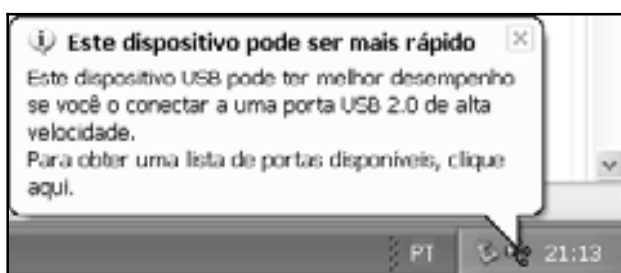 Este dispositivo pode ser mais rápido
Este dispositivo USB pode ter melhor desempenho
se você o conectar a uma porta USB 2.0 de alta
velocidade.
Para obter uma lista de portas disponíveis, clique
aqui.
PT
21:13